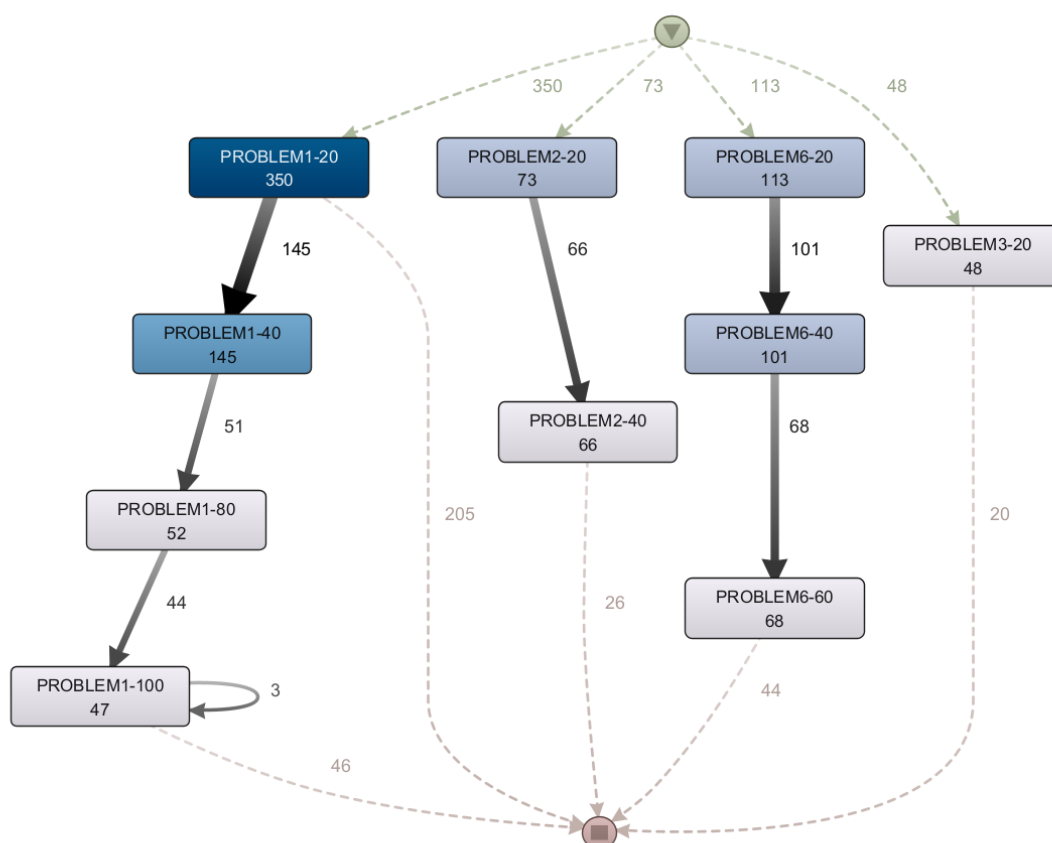 350
73
113
48
PROBLEM1-20
350
PROBLEM2-20
73
PROBLEM6-20
113
PROBLEM3-20
48
145
66
101
PROBLEM1-40
145
PROBLEM6-40
101
PROBLEM2-40
66
51
68
PROBLEM1-80
52
205
20
44
26
PROBLEM6-60
68
PROBLEM1-100
47
3
44
46